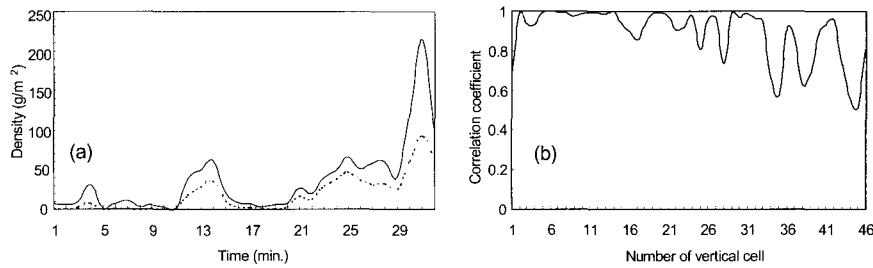 250
200
150
100
50
0
Density (g/m²)
(a)
1 5 9 13 17 21 25 29
Time (min.)
1
0.8
0.6
0.4
0.2
0
Correlation coefficient
(b)
1 6 11 16 21 26 31 36 41 46
Number of vertical cell